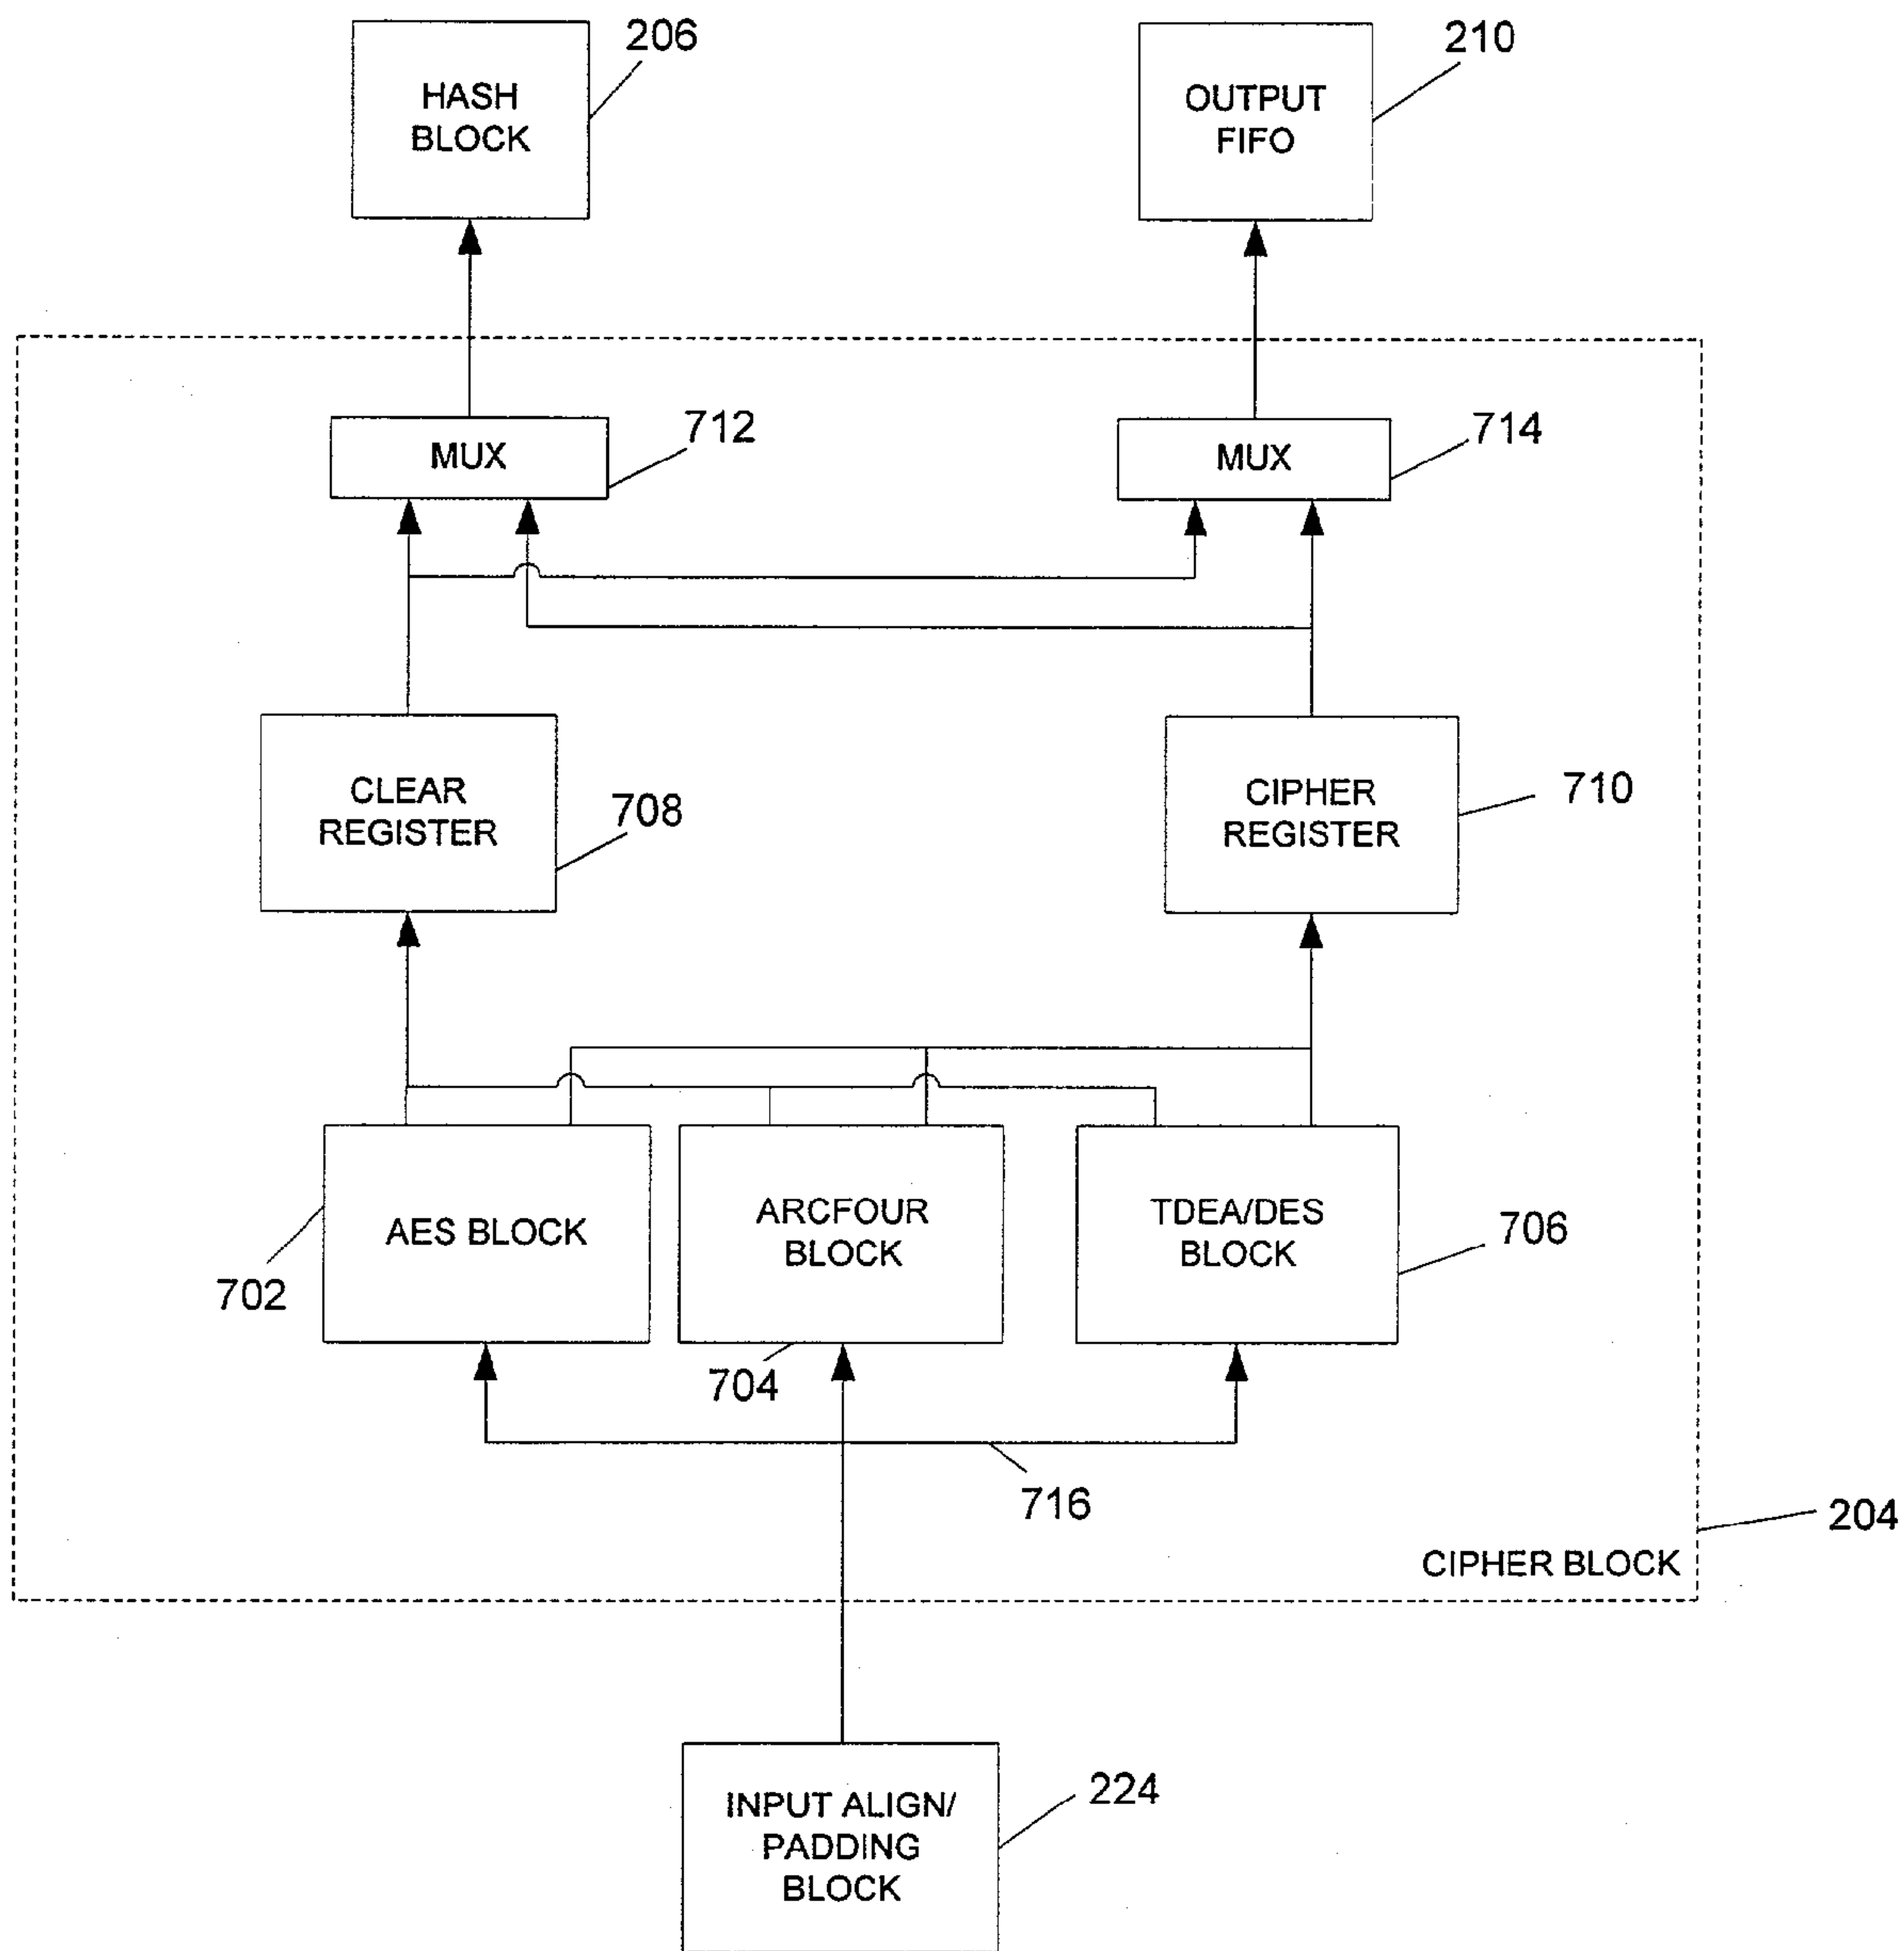 206
210
HASH
BLOCK
OUTPUT
FIFO
MUX
712
MUX
714
CLEAR
REGISTER
708
CIPHER
REGISTER
710
AES BLOCK
702
ARCFOUR
BLOCK
704
TDEA/DES
BLOCK
706
716
204
CIPHER BLOCK
INPUT ALIGN/
PADDING
BLOCK
224